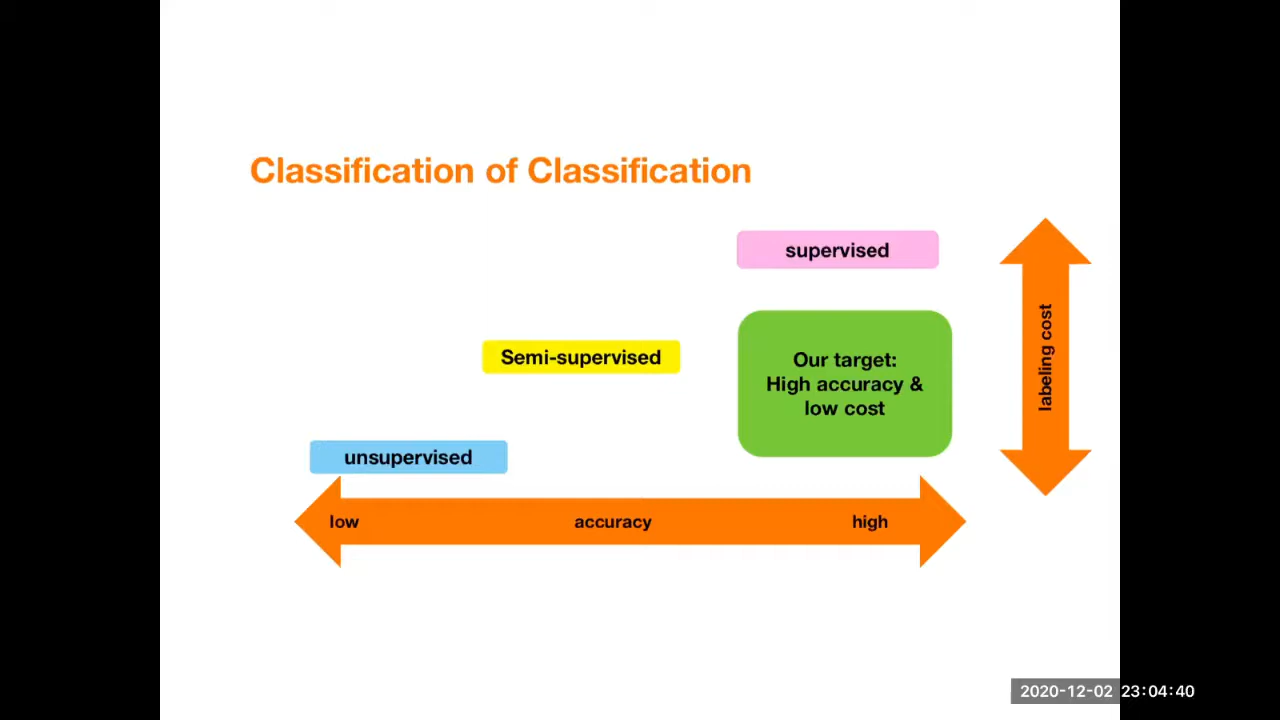 Classification of Classification
supervised
Our target:
High accuracy &
low cost
Semi-supervised
unsupervised
labeling cost
low
accuracy
high
2020-12-02 23:04:40